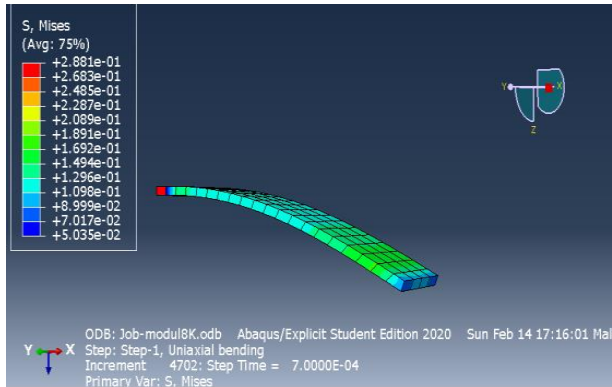 S, Mises
(Avg: 75%)
+2.881e-01
+2.683e-01
+2.485e-01
+2.287e-01
+2.089e-01
+1.891e-01
+1.692e-01
+1.494e-01
+1.296e-01
+1.098e-01
+8.999e-02
+7.017e-02
+5.035e-02
Y X
Z
ODB: Job-modul8K.odb Abaqus/Explicit Student Edition 2020 Sun Feb 14 17:16:01 Mal
Y X Step: Step-1, Uniaxial bending
Increment 4702: Step Time = 7.0000E-04
Primary Var: S, Mises